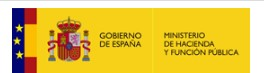 GOBIERNO
DE ESPAÑA
MINISTERIO
DE HACIENDA
Y FUNCIÓN PÚBLICA